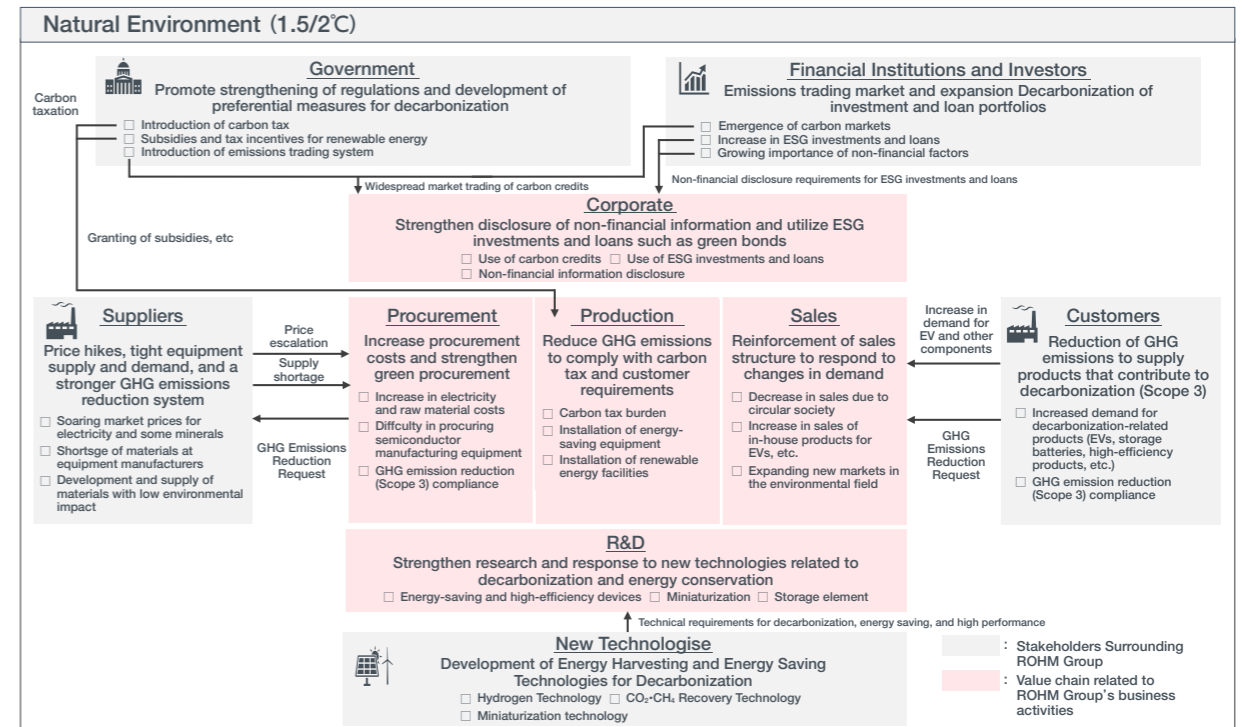 Natural Environment (1.5/2℃)
Government
Promote strengthening of regulations and development of
preferential measures for decarbonization
□ Introduction of carbon tax
□ Subsidies and tax incentives for renewable energy
□ Introduction of emissions trading system
Financial Institutions and Investors
Emissions trading market and expansion Decarbonization of
investment and loan portfolios
□ Emergence of carbon markets
□ Increase in ESG investments and loans
□ Growing importance of non-financial factors
Carbon
taxation
Widespread market trading of carbon credits
Non-financial disclosure requirements for ESG investments and loans
Granting of subsidies, etc
Corporate
Strengthen disclosure of non-financial information and utilize ESG
investments and loans such as green bonds
□ Use of carbon credits □ Use of ESG investments and loans
□ Non-financial information disclosure
Suppliers
Price hikes, tight equipment
supply and demand, and a
stronger GHG emissions
reduction system
□ Soaring market prices for
electricity and some minerals
□ Shortsge of materials at
equipment manufacturers
□ Development and supply of
materials with low environmental
impact
Price
escalation
Supply
shortage
GHG Emissions
Reduction
Request
Procurement
Increase procurement
costs and strengthen
green procurement
□ Increase in electricity
and raw material costs
□ Diffculty in procuring
semiconductor
manufacturing equipment
□ GHG emission reduction
(Scope 3) compliance
Production
Reduce GHG emissions
to comply with carbon
tax and customer
requirements
□ Carbon tax burden
□ Installation of energy-
saving equipment
□ Installation of renewable
energy facilities
Sales
Reinforcement of sales
structure to respond to
changes in demand
□ Decrease in sales due to
circular society
□ Increase in sales of
in-house products for
EVs, etc.
□ Expanding new markets in
the environmental field
Increase in
demand for
EV and other
components
GHG
Emissions
Reduction
Request
Customers
Reduction of GHG
emissions to supply
products that contribute to
decarbonization (Scope 3)
□ Increased demand for
decarbonization-related
products (EVs, storage
batteries, high-efficiency
products, etc.)
□ GHG emission reduction
(Scope 3) compliance
R&D
Strengthen research and response to new technologies related to
decarbonization and energy conservation
□ Energy-saving and high-efficiency devices □ Miniaturization □ Storage element
Technical requirements for decarbonization, energy saving, and high performance
New Technologise
Development of Energy Harvesting and Energy Saving
Technologies for Decarbonization
□ Hydrogen Technology □ CO₂・CH₄ Recovery Technology
□ Miniaturization technology
: Stakeholders Surrounding
ROHM Group
: Value chain related to
ROHM Group's business
activities